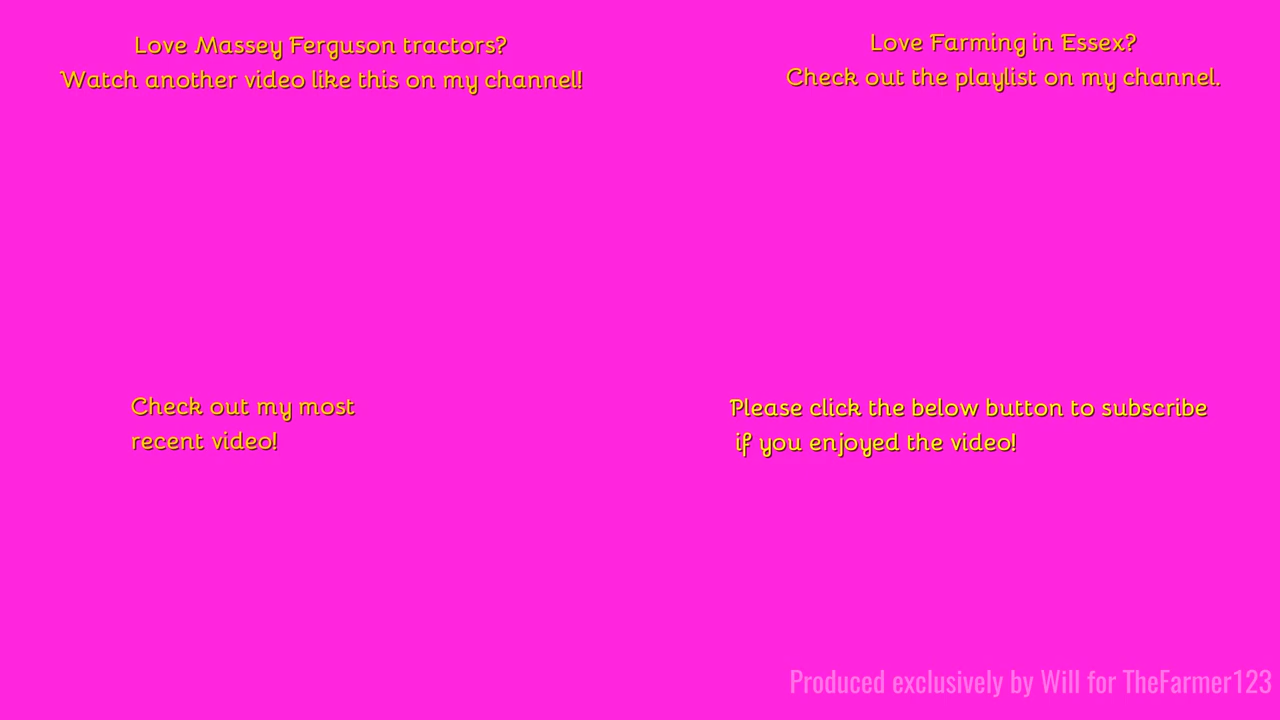 Love Massey Ferguson tractors?
Watch another video like this on my channel!
Love Farming in Essex?
Check out the playlist on my channel.
Check out my most
recent video!
Please click the below button to subscribe
if you enjoyed the video!
Produced exclusively by Will for TheFarmer123